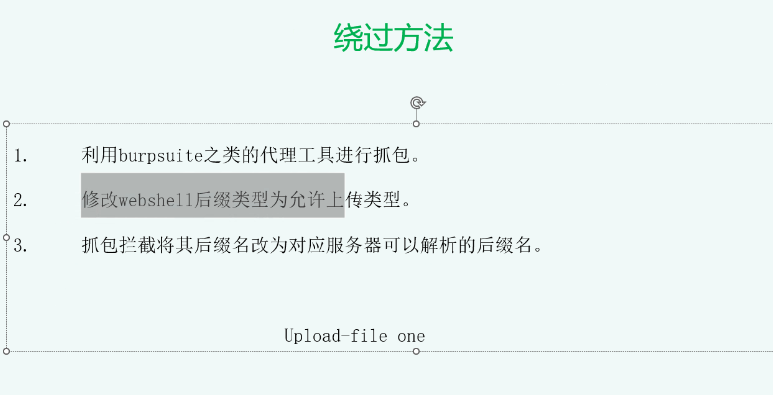 绕过方法
1. 利用burpsuite之类的代理工具进行抓包。
2. 修改webshell后缀类型为允许上传类型。
3. 抓包拦截将其后缀名改为对应服务器可以解析的后缀名。
Upload-file one